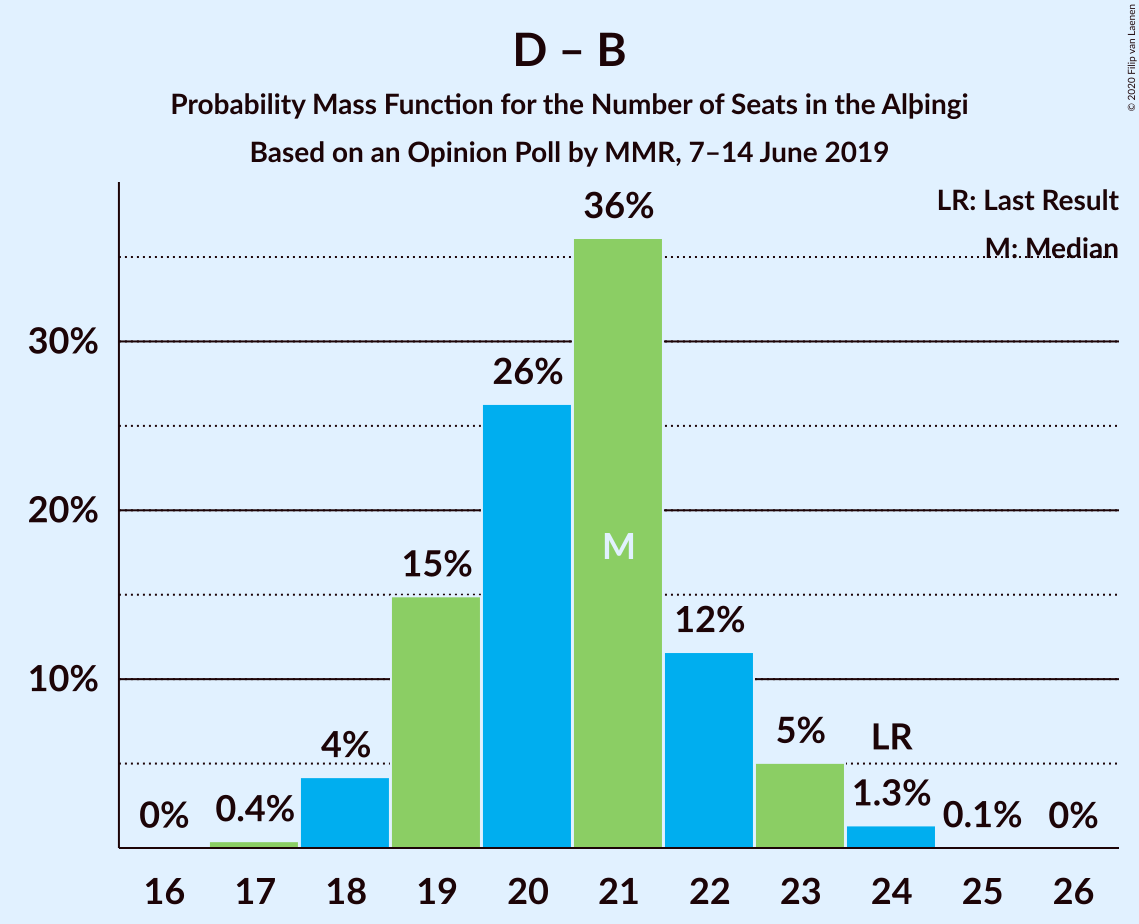 D – B
Probability Mass Function for the Number of Seats in the Alþingi
Based on an Opinion Poll by MMR, 7–14 June 2019
© 2020 Filip van Laenen
LR: Last Result
M: Median
36%
30%
26%
20%
M
15%
12%
10%
5%
LR
4%
1.3%
0.4%
0%
0.1%
0%
16 17 18 19 20 21 22 23 24 25 26